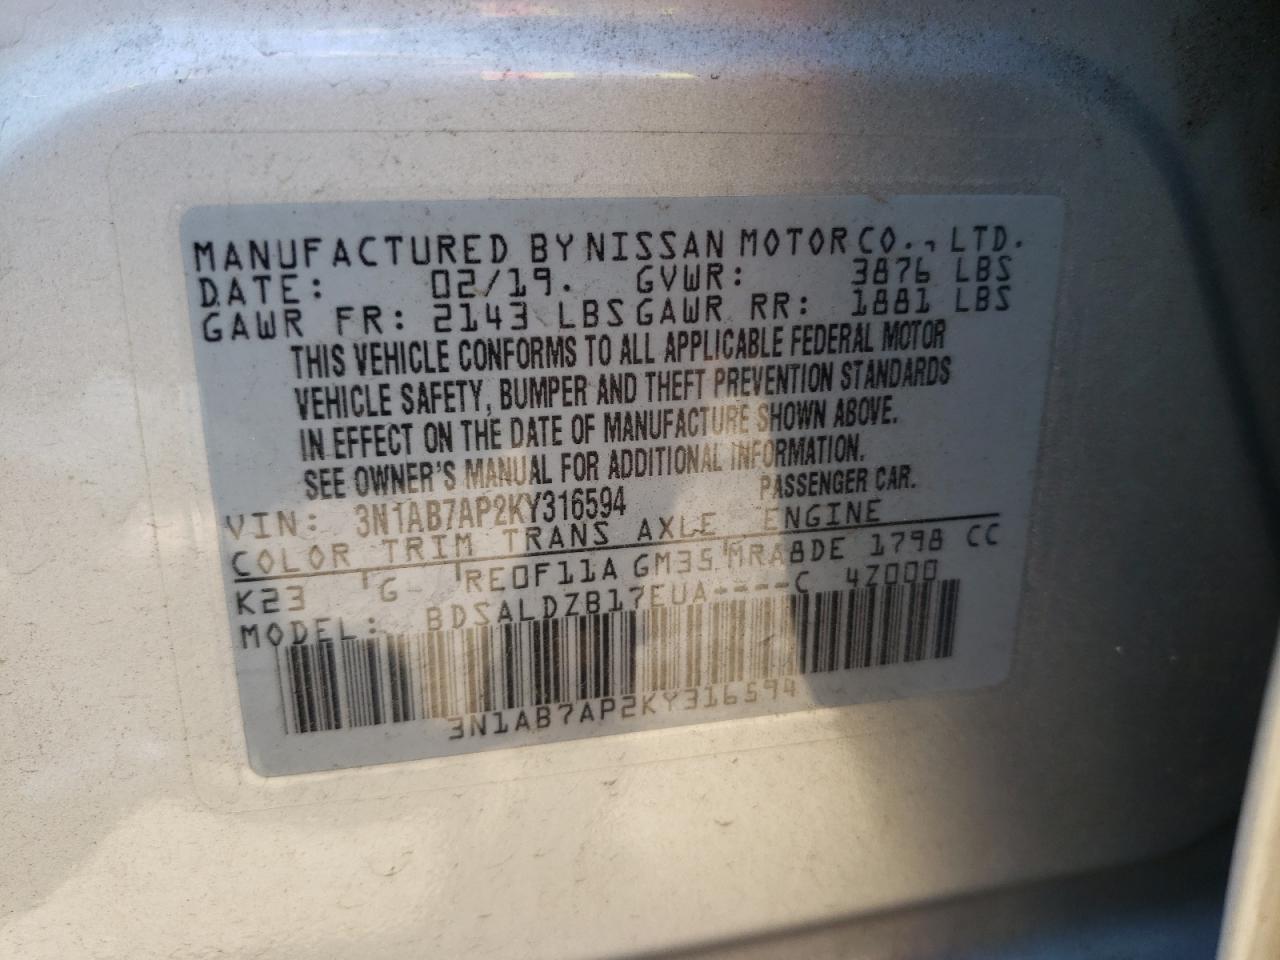 MANUFACTURED BY NISSAN MOTOR CO., LTD.
DATE: 02/19. GVWR: 3876 LBS
GAWR FR: 2143 LBS GAWR RR: 1881 LBS
THIS VEHICLE CONFORMS TO ALL APPLICABLE FEDERAL MOTOR
VEHICLE SAFETY, BUMPER AND THEFT PREVENTION STANDARDS
IN EFFECT ON THE DATE OF MANUFACTURE SHOWN ABOVE.
SEE OWNER'S MANUAL FOR ADDITIONAL INFORMATION.
VIN: 3N1AB7AP2KY316594 PASSENGER CAR.
COLOR TRIM TRANS AXLE ENGINE
K23 G RE0F11A GM35 MRA8DE 1798 CC
MODEL: BDSALDZB17EUA----C 4Z000
3N1AB7AP2KY316594